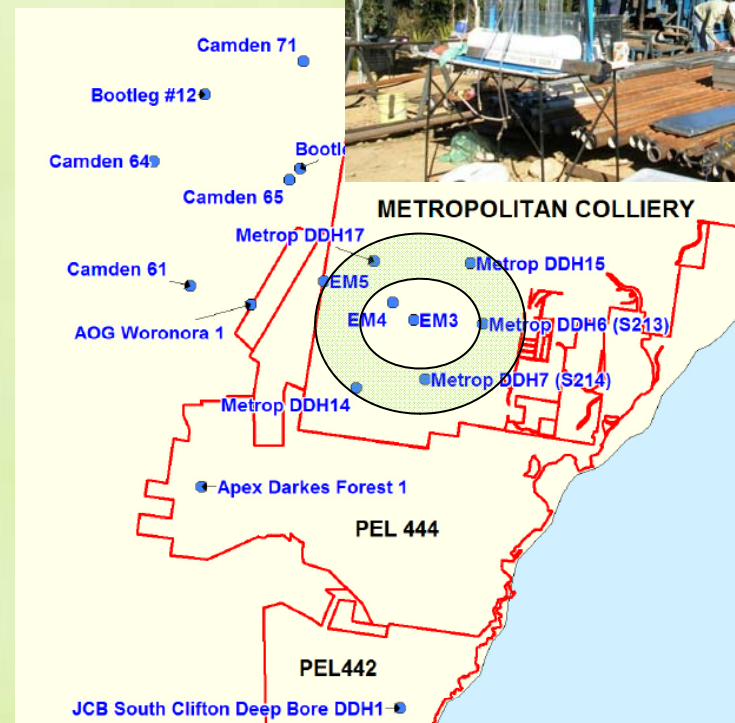 Camden 71
Bootleg #12
Camden 64
Camden 65
METROPOLITAN COLLIERY
Metrop DDH17
Metrop DDH15
Camden 61
EM5
AOG Woronora 1
EM4
EM3
Metrop DDH6 (S213)
Metrop DDH7 (S214)
Metrop DDH14
Apex Darkes Forest 1
PEL 444
PEL442
JCB South Clifton Deep Bore DDH1